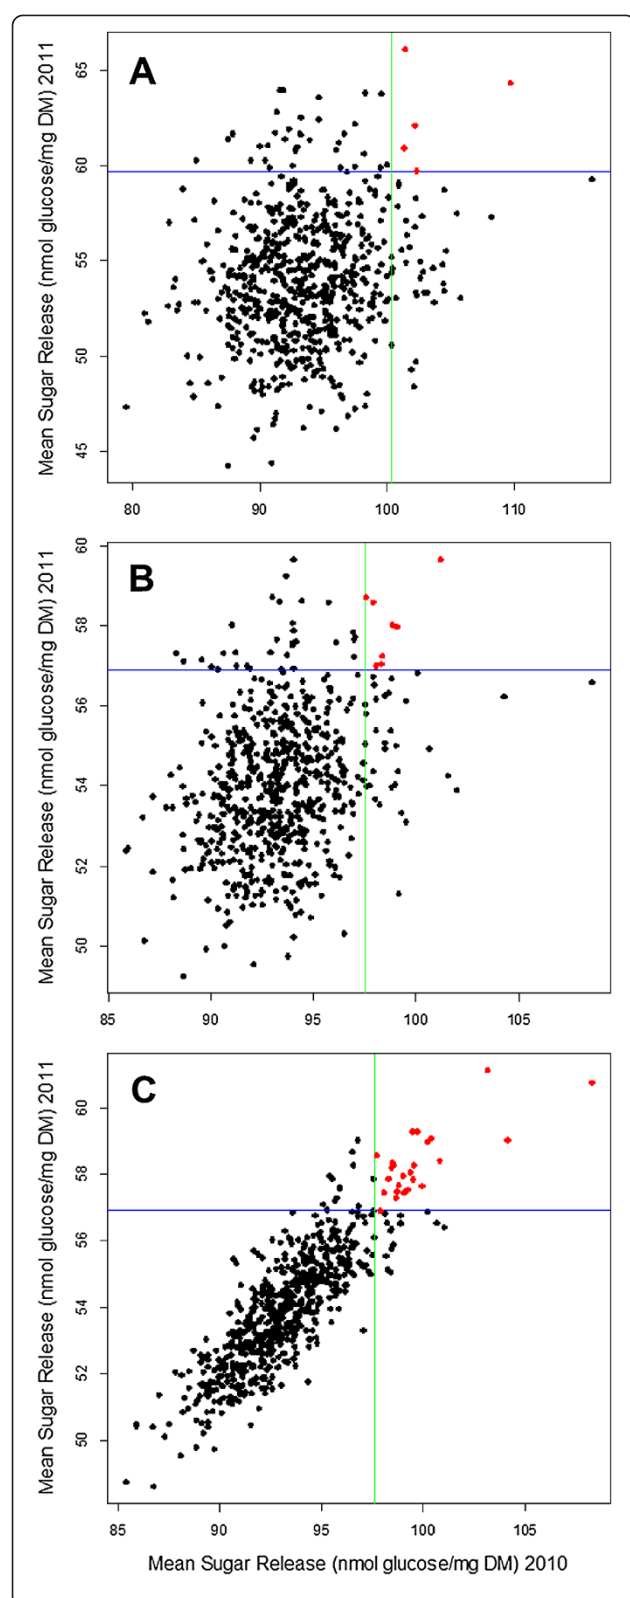 A
Mean Sugar Release (nmol glucose/mg DM) 2011
65
60
55
50
45
80 90 100 110
B
Mean Sugar Release (nmol glucose/mg DM) 2011
60
58
56
54
52
50
85 90 95 100 105
C
Mean Sugar Release (nmol glucose/mg DM) 2011
60
58
56
54
52
50
85 90 95 100 105
Mean Sugar Release (nmol glucose/mg DM) 2010